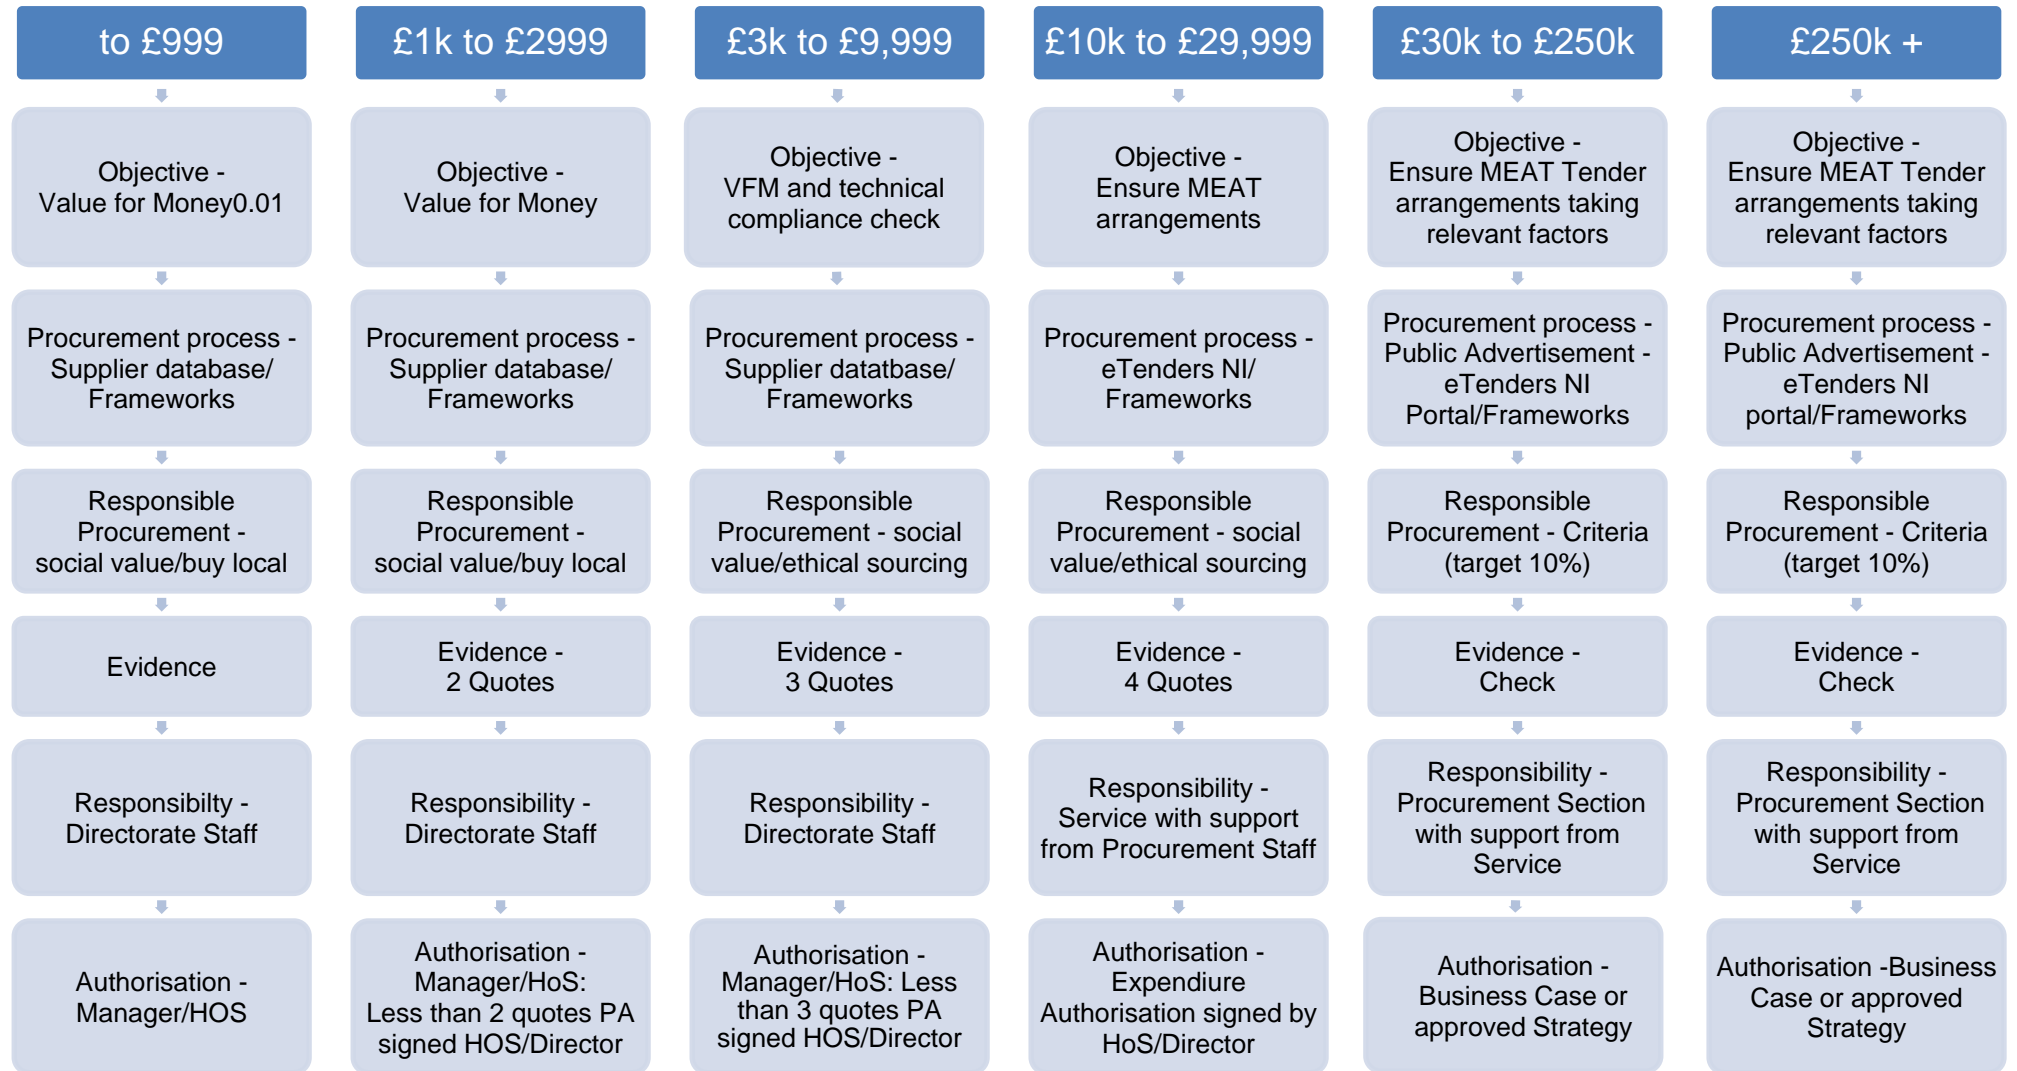 to £999
£1k to £2999
£3k to £9,999
£10k to £29,999
£30k to £250k
£250k +
Objective -
Value for Money0.01
Objective -
Value for Money
Objective -
VFM and technical
compliance check
Objective -
Ensure MEAT
arrangements
Objective -
Ensure MEAT Tender
arrangements taking
relevant factors
Objective -
Ensure MEAT Tender
arrangements taking
relevant factors
Procurement process -
Supplier database/
Frameworks
Procurement process -
Supplier database/
Frameworks
Procurement process -
Supplier datatbase/
Frameworks
Procurement process -
eTenders NI/
Frameworks
Procurement process -
Public Advertisement -
eTenders NI
Portal/Frameworks
Procurement process -
Public Advertisement -
eTenders NI
portal/Frameworks
Responsible
Procurement -
social value/buy local
Responsible
Procurement -
social value/buy local
Responsible
Procurement - social
value/ethical sourcing
Responsible
Procurement - social
value/ethical sourcing
Responsible
Procurement - Criteria
(target 10%)
Responsible
Procurement - Criteria
(target 10%)
Evidence
Evidence -
2 Quotes
Evidence -
3 Quotes
Evidence -
4 Quotes
Evidence -
Check
Evidence -
Check
Responsibilty -
Directorate Staff
Responsibility -
Directorate Staff
Responsibility -
Directorate Staff
Responsibility -
Service with support
from Procurement Staff
Responsibility -
Procurement Section
with support from
Service
Responsibility -
Procurement Section
with support from
Service
Authorisation -
Manager/HOS
Authorisation -
Manager/HoS:
Less than 2 quotes PA
signed HOS/Director
Authorisation -
Manager/HoS: Less
than 3 quotes PA
signed HOS/Director
Authorisation -
Expendiure
Authorisation signed by
HoS/Director
Authorisation -
Business Case or
approved Strategy
Authorisation -Business
Case or approved
Strategy